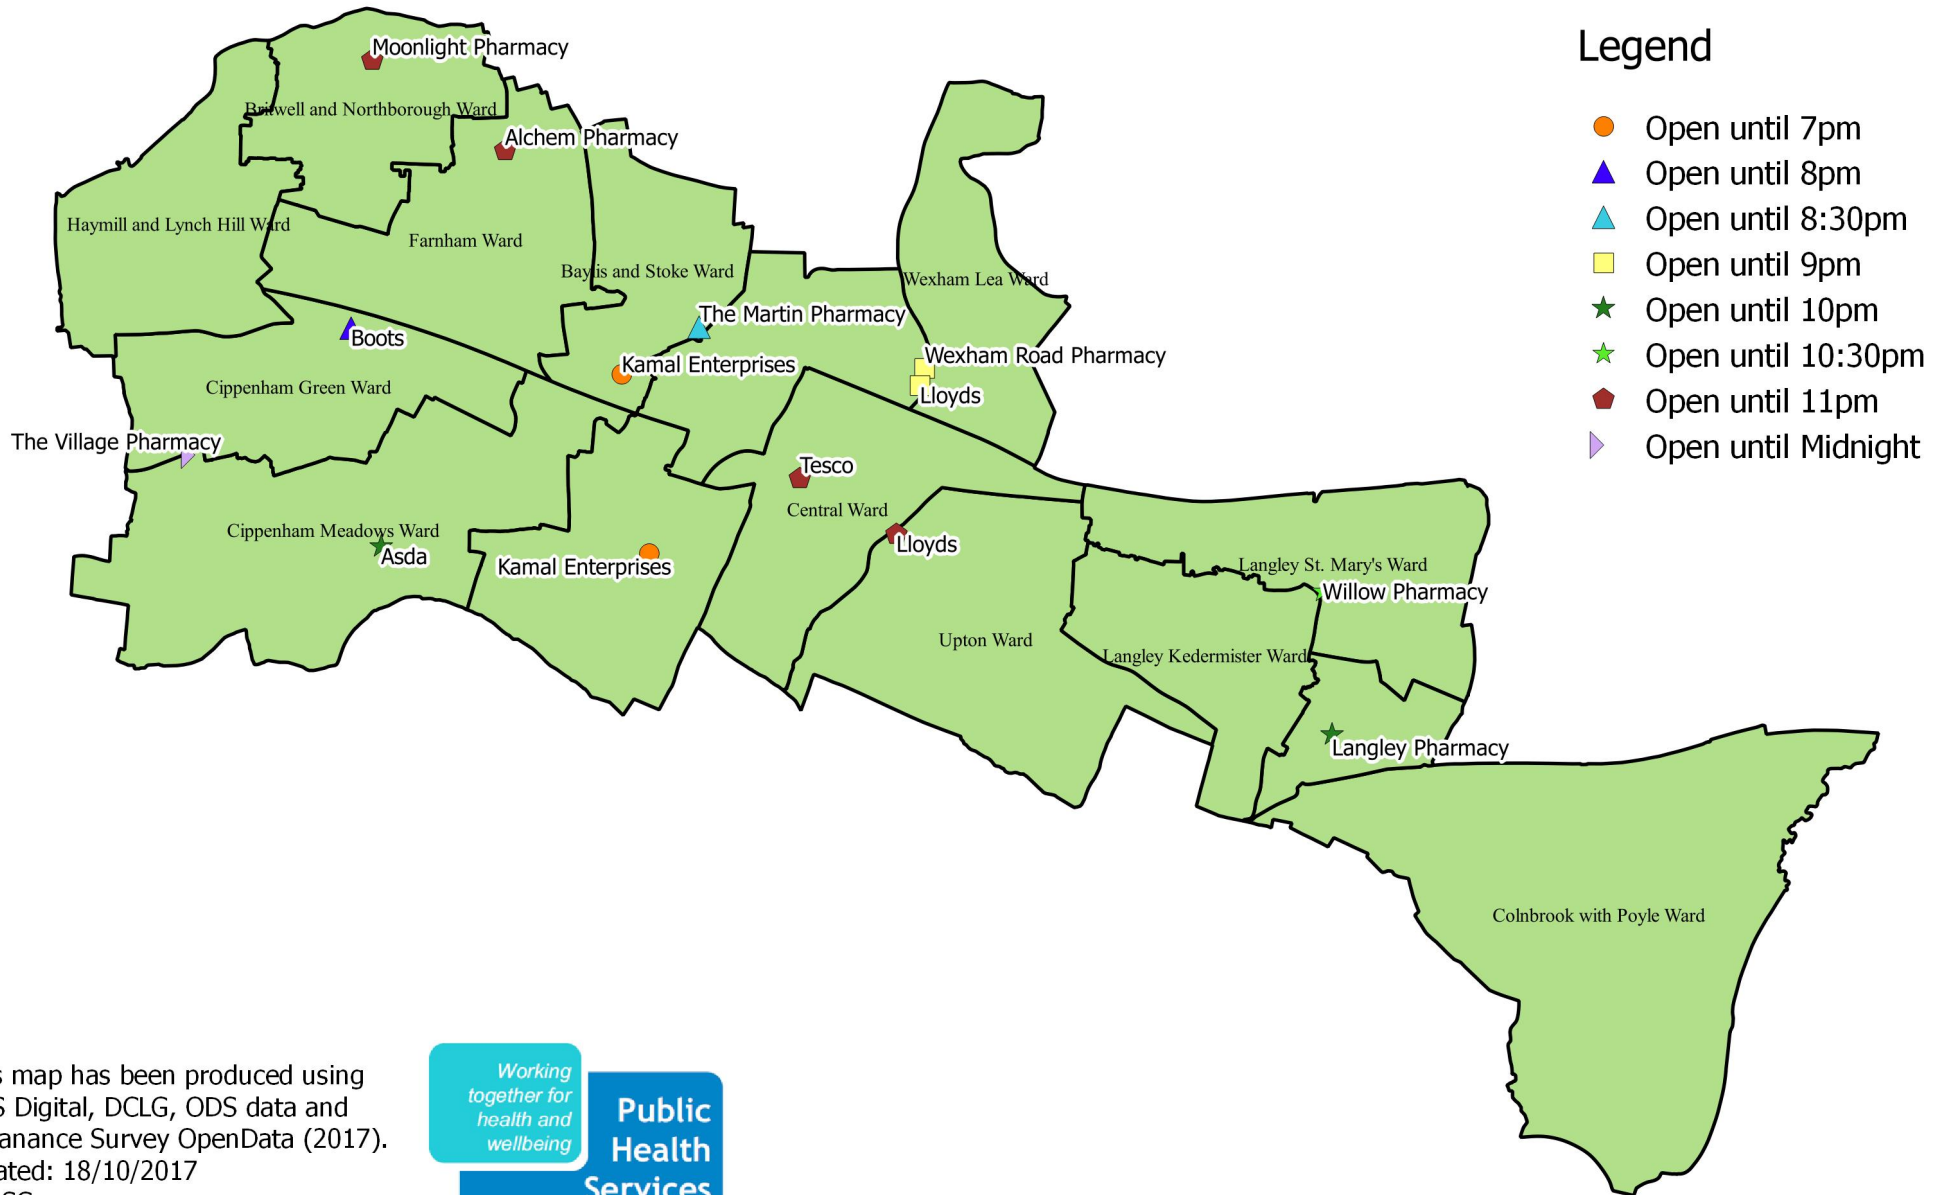 Moonlight Pharmacy
Britwell and Northborough Ward
Alchem Pharmacy
Haymill and Lynch Hill Ward
Farnham Ward
Baylis and Stoke Ward
Wexham Lea Ward
The Martin Pharmacy
Boots
Wexham Road Pharmacy
Kamal Enterprises
Cippenham Green Ward
Lloyds
The Village Pharmacy
Tesco
Central Ward
Cippenham Meadows Ward
Asda
Lloyds
Kamal Enterprises
Langley St. Mary's Ward
Willow Pharmacy
Upton Ward
Langley Kedermister Ward
Langley Pharmacy
Colnbrook with Poyle Ward
Legend
Open until 7pm
Open until 8pm
Open until 8:30pm
Open until 9pm
Open until 10pm
Open until 10:30pm
Open until 11pm
Open until Midnight
map has been produced using
Digital, DCLG, ODS data and
Survey OpenData (2017).
18/10/2017
Working
together for
health and
wellbeing
Public
Health
Services